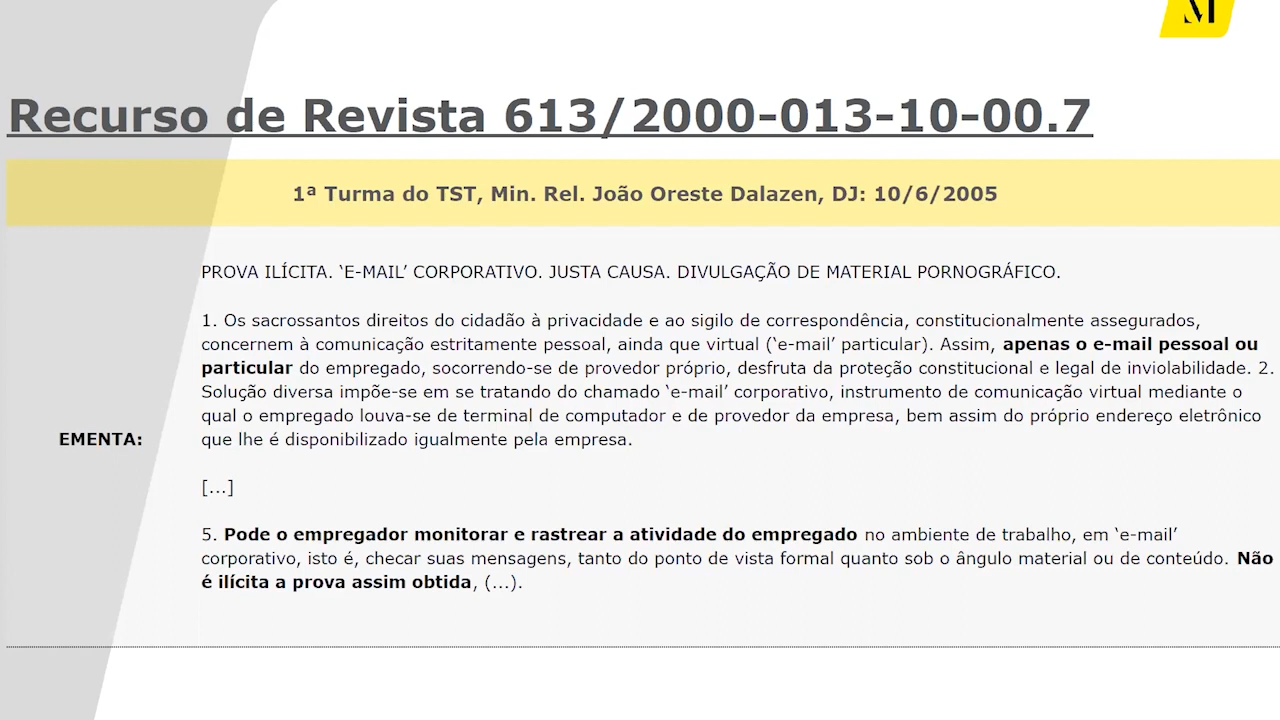 M
Recurso de Revista 613/2000-013-10-00.7
1ª Turma do TST, Min. Rel. João Oreste Dalazen, DJ: 10/6/2005
PROVA ILÍCITA. ‘E-MAIL’ CORPORATIVO. JUSTA CAUSA. DIVULGAÇÃO DE MATERIAL PORNOGRÁFICO.
1. Os sacrossantos direitos do cidadão à privacidade e ao sigilo de correspondência, constitucionalmente assegurados,
concernem à comunicação estritamente pessoal, ainda que virtual (‘e-mail’ particular). Assim, apenas o e-mail pessoal ou
particular do empregado, socorrendo-se de provedor próprio, desfruta da proteção constitucional e legal de inviolabilidade. 2.
Solução diversa impõe-se em se tratando do chamado ‘e-mail’ corporativo, instrumento de comunicação virtual mediante o
qual o empregado louva-se de terminal de computador e de provedor da empresa, bem assim do próprio endereço eletrônico
EMENTA:
que lhe é disponibilizado igualmente pela empresa.
[...]
5. Pode o empregador monitorar e rastrear a atividade do empregado no ambiente de trabalho, em ‘e-mail’
corporativo, isto é, checar suas mensagens, tanto do ponto de vista formal quanto sob o ângulo material ou de conteúdo. Não
é ilícita a prova assim obtida, (...).